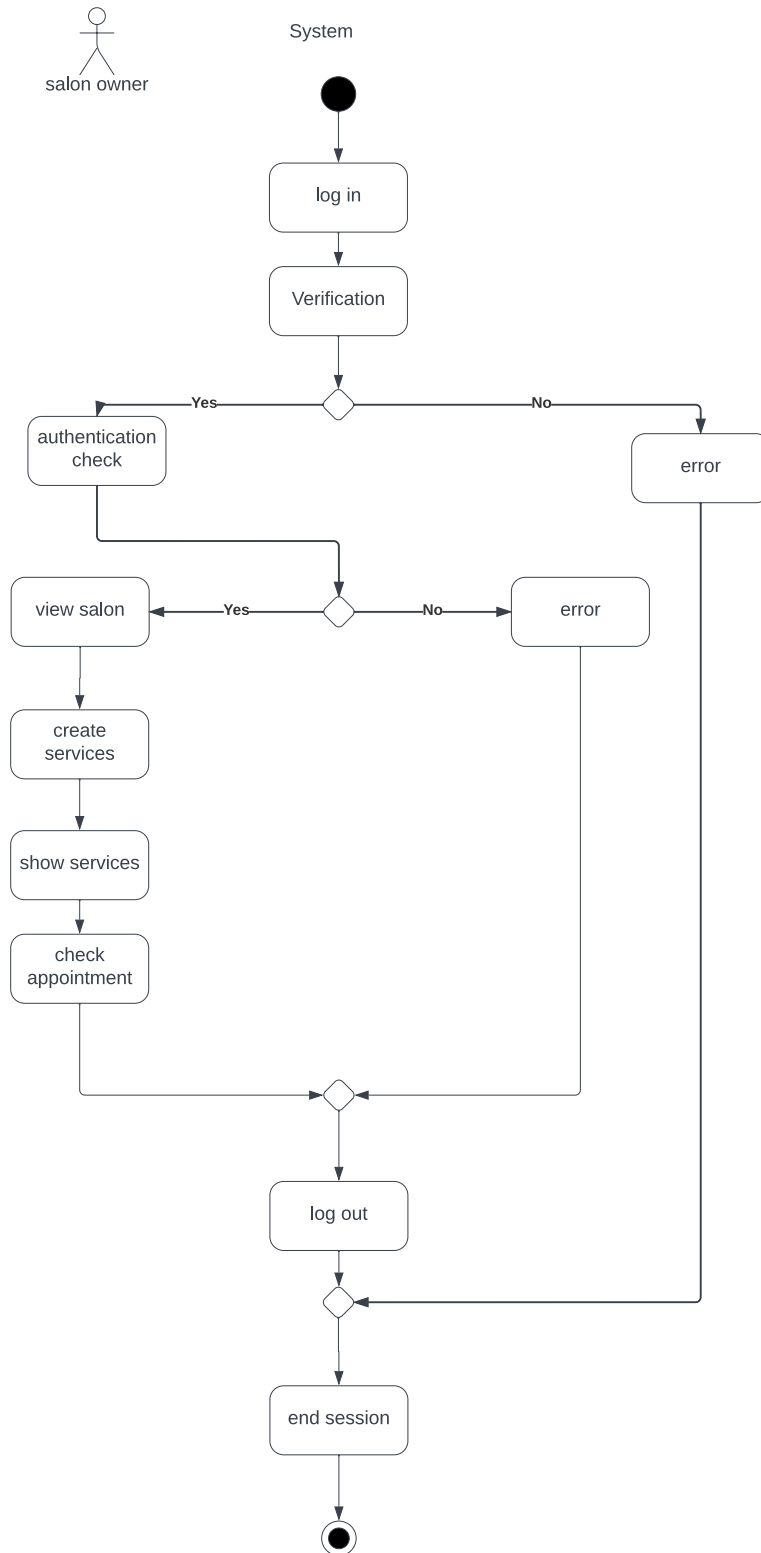 System
salon owner
log in
Verification
Yes
No
authentication
check
error
view salon
Yes
No
error
create
services
show services
check
appointment
log out
end session